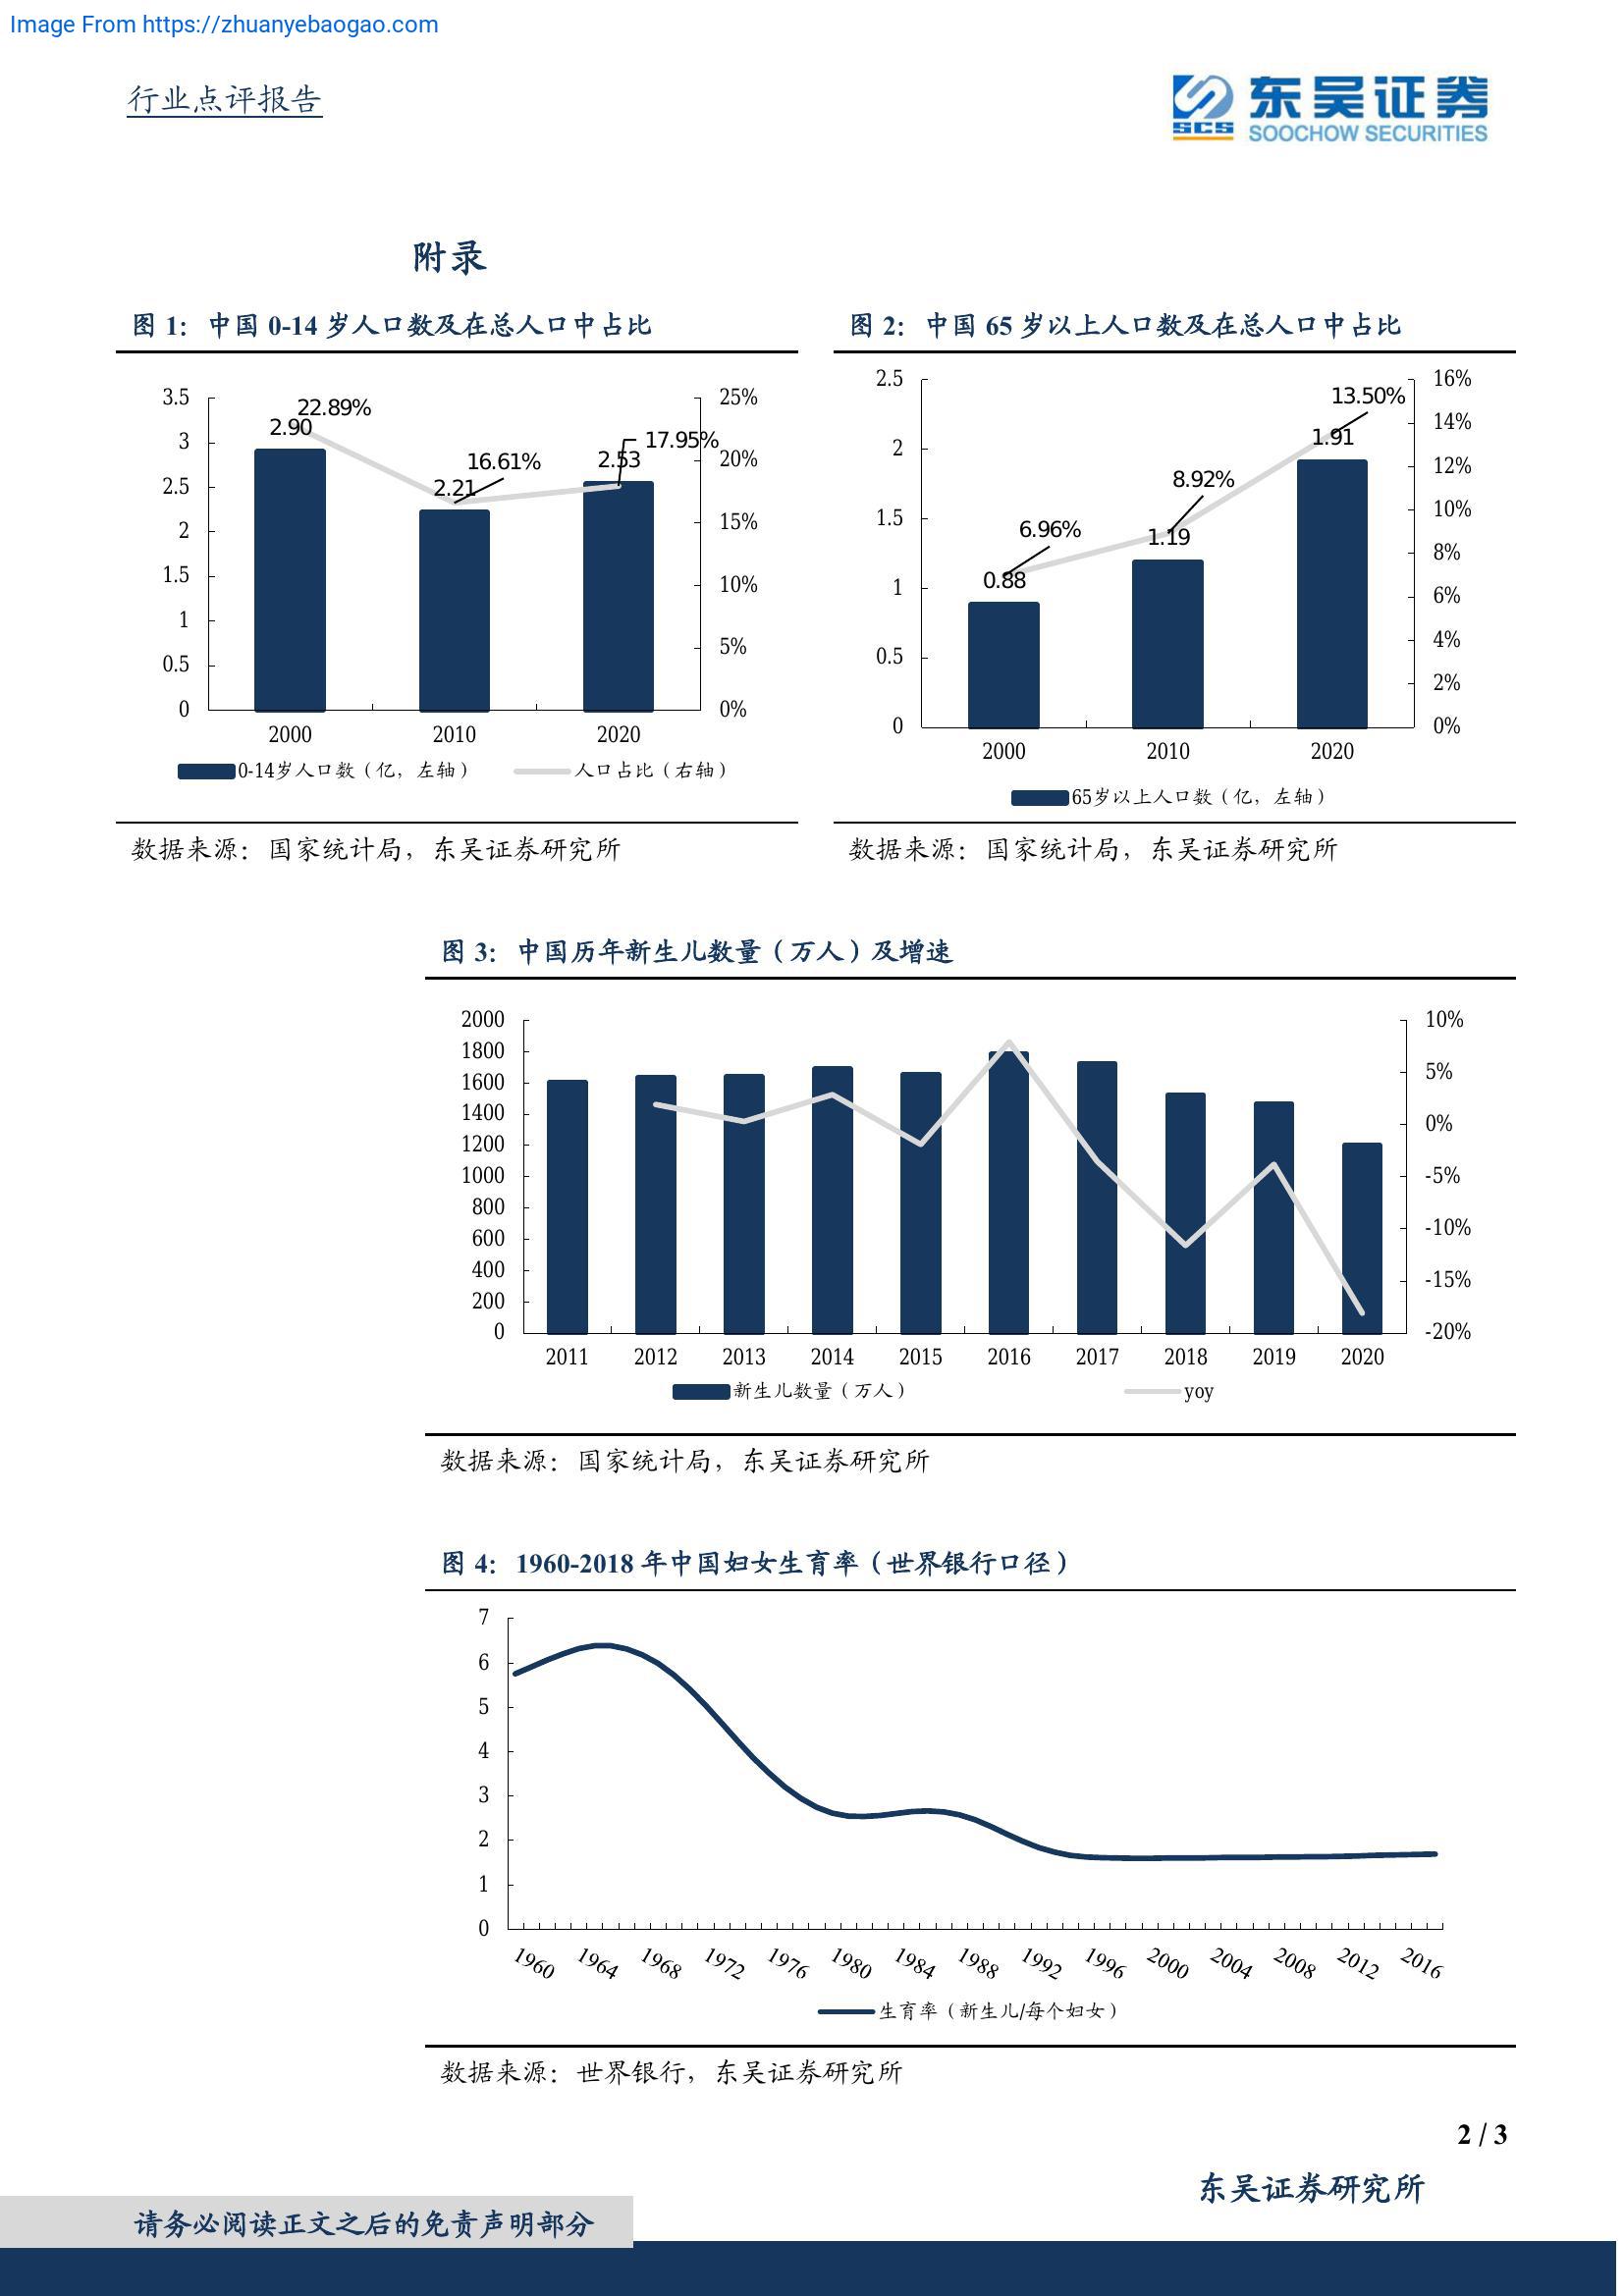 Image From https://zhuanyebaogao.com
行业点评报告
SCS
东吴证券
SOOCHOW SECURITIES
附录
图 1： 中国 0-14 岁人口数及在总人口中占比
3.5
3
2.5
2
1.5
1
0.5
0
2.90
22.89%
2.21
16.61%
2.53
17.95%
25%
20%
15%
10%
5%
0%
2000 2010 2020
0-14岁人口数（亿，左轴） 人口占比（右轴）
数据来源：国家统计局，东吴证券研究所
图 2： 中国 65 岁以上人口数及在总人口中占比
2.5
2
1.5
1
0.5
0
0.88
6.96%
1.19
8.92%
1.91
13.50%
16%
14%
12%
10%
8%
6%
4%
2%
0%
2000 2010 2020
65岁以上人口数（亿，左轴）
数据来源：国家统计局，东吴证券研究所
图 3： 中国历年新生儿数量（万人）及增速
2000
1800
1600
1400
1200
1000
800
600
400
200
0
10%
5%
0%
-5%
-10%
-15%
-20%
2011 2012 2013 2014 2015 2016 2017 2018 2019 2020
新生儿数量（万人） yoy
数据来源：国家统计局，东吴证券研究所
图 4： 1960-2018 年中国妇女生育率（世界银行口径）
7
6
5
4
3
2
1
0
1960 1964 1968 1972 1976 1980 1984 1988 1992 1996 2000 2004 2008 2012 2016
生育率（新生儿/每个妇女）
数据来源：世界银行，东吴证券研究所
2 / 3
东吴证券研究所
请务必阅读正文之后的免责声明部分